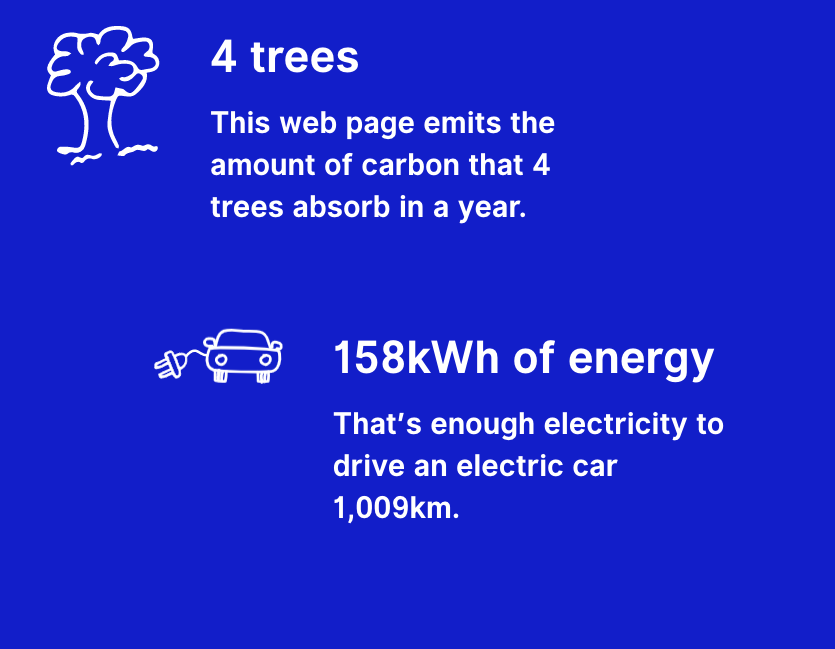 4 trees
This web page emits the
amount of carbon that 4
trees absorb in a year.
158kWh of energy
That’s enough electricity to
drive an electric car
1,009km.